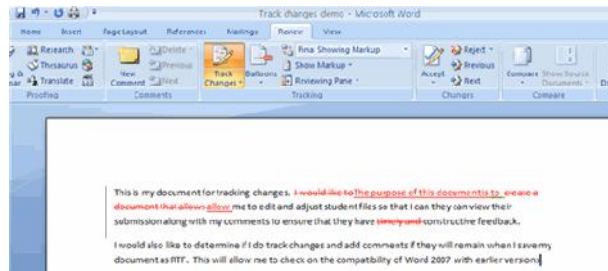 Track changes demo - Microsoft Word
Home Insert Page Layout References Mailings Review View
Research
Thesaurus
Translate
Proofing
New Comment
Delete
Previous
Next
Comments
Track Changes
Balloons
Final Showing Markup
Show Markup
Reviewing Pane
Tracking
Accept
Reject
Previous
Next
Changes
Compare
Show Source Documents
Compare
This is my document for tracking changes. I would like to The purpose of this document is to create a
document that allows allow me to edit and adjust student files so that I can they can view their
submission along with my comments to ensure that they have timely and constructive feedback.
I would also like to determine if I do track changes and add comments if they will remain when I save my
document as RTF. This will allow me to check on the compatibility of Word 2007 with earlier versions